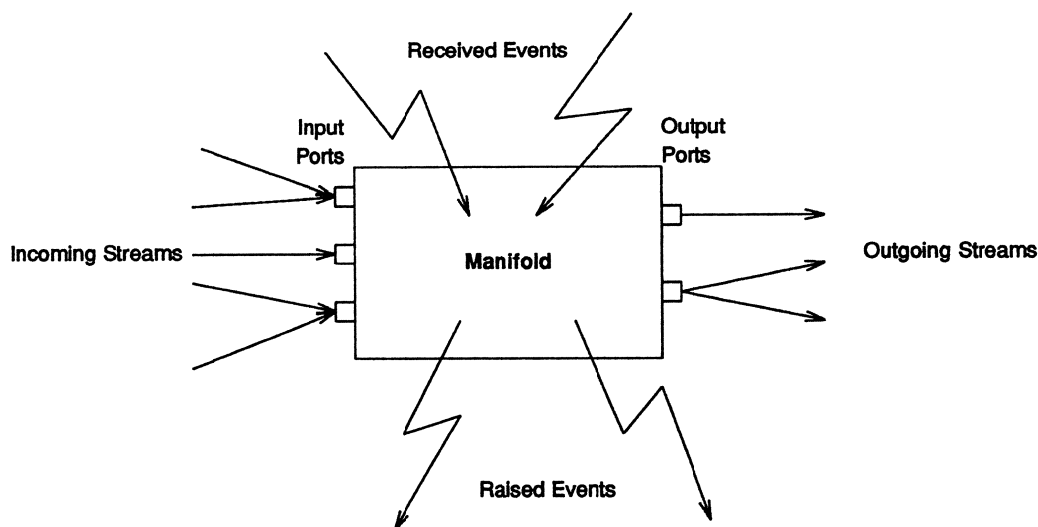 Received Events
Input
Ports
Output
Ports
Incoming Streams
Manifold
Outgoing Streams
Raised Events